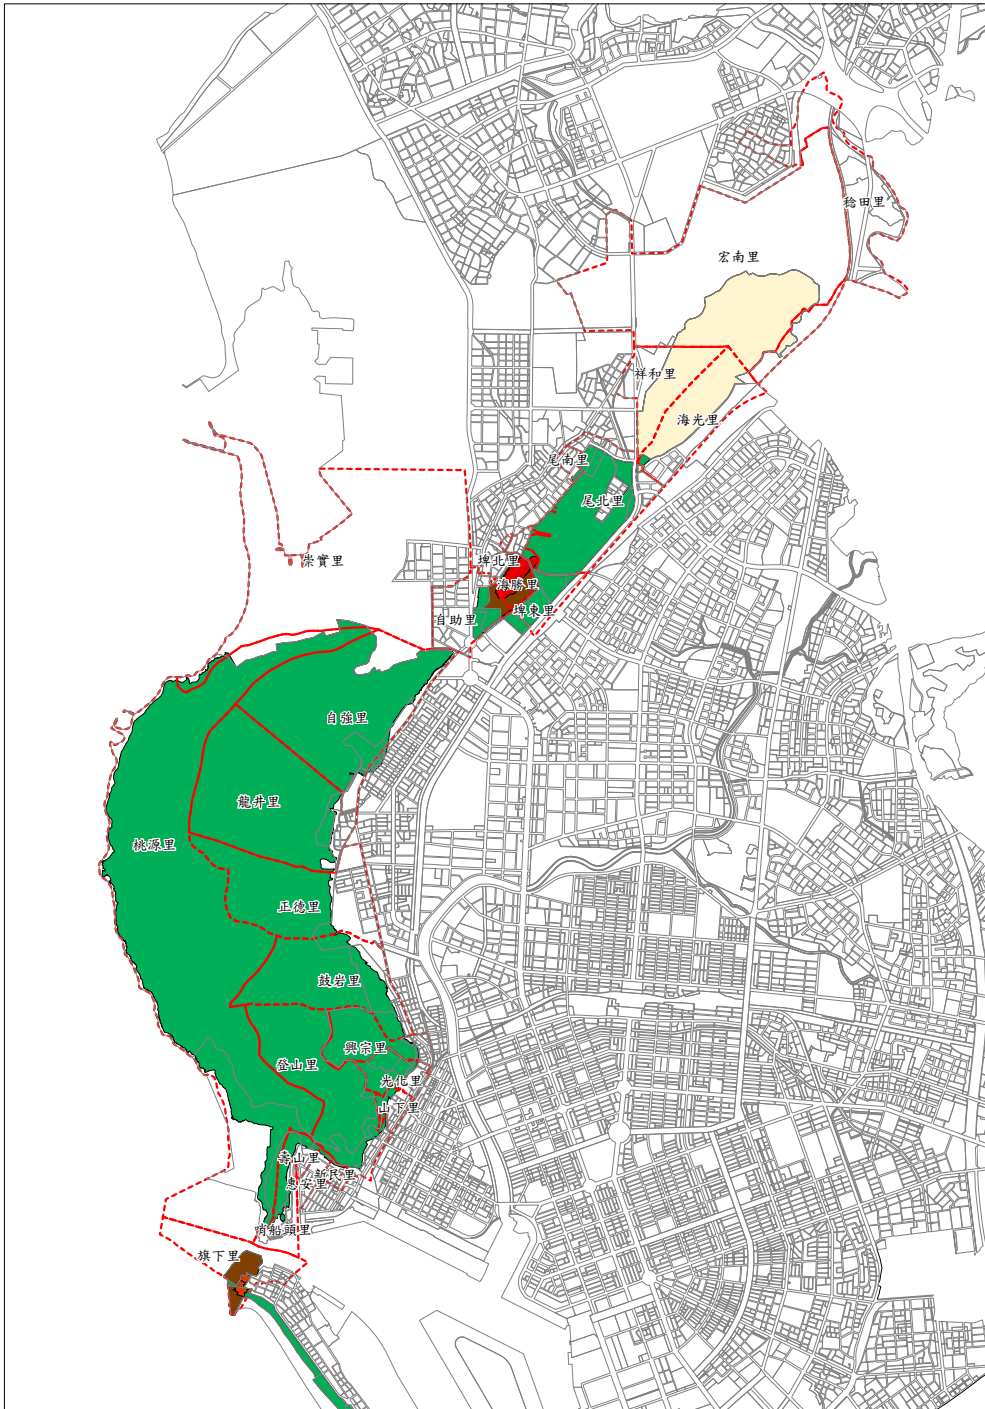 稔田里
宏南里
祥和里
海光里
尾南里
尾北里
崇實里
埤北里
海勝里
埤東里
自助里
自強里
龍井里
桃源里
正德里
鼓岩里
興宗里
登山里
光化里
山下里
壽山里
新民里
惠安里
哨船頭里
旗下里